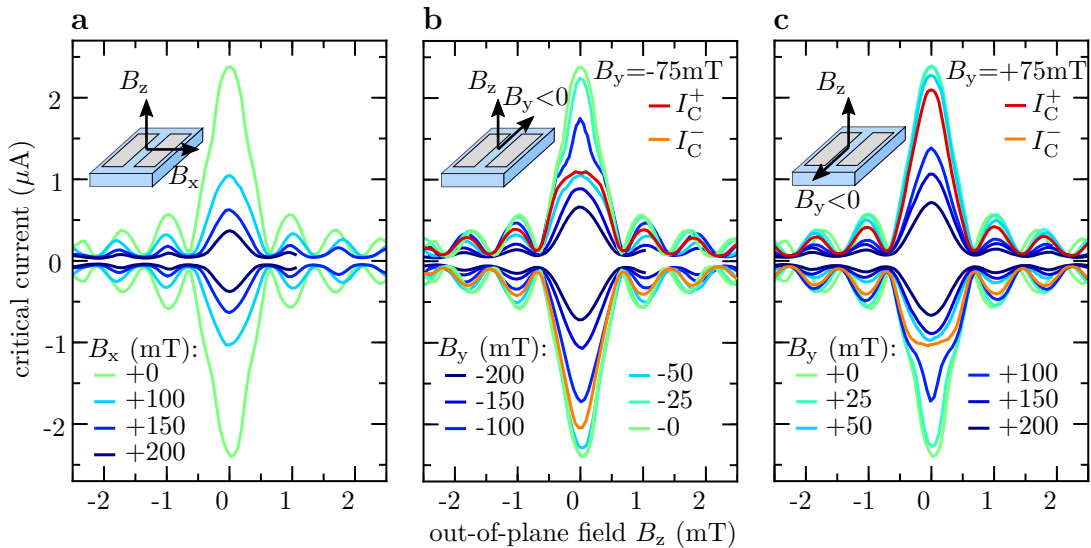 a
b
c
critical current (μA)
2
1
0
-1
-2
B_z
B_x
B_x (mT):
+0
+100
+150
+200
-2 -1 0 1 2
B_z
B_y<0
B_y=-75mT
I_C^+
I_C^-
B_y (mT):
-200
-150
-100
-50
-25
-0
-2 -1 0 1 2
B_z
B_y<0
B_y=+75mT
I_C^+
I_C^-
B_y (mT):
+0
+25
+50
+100
+150
+200
-2 -1 0 1 2
out-of-plane field B_z (mT)